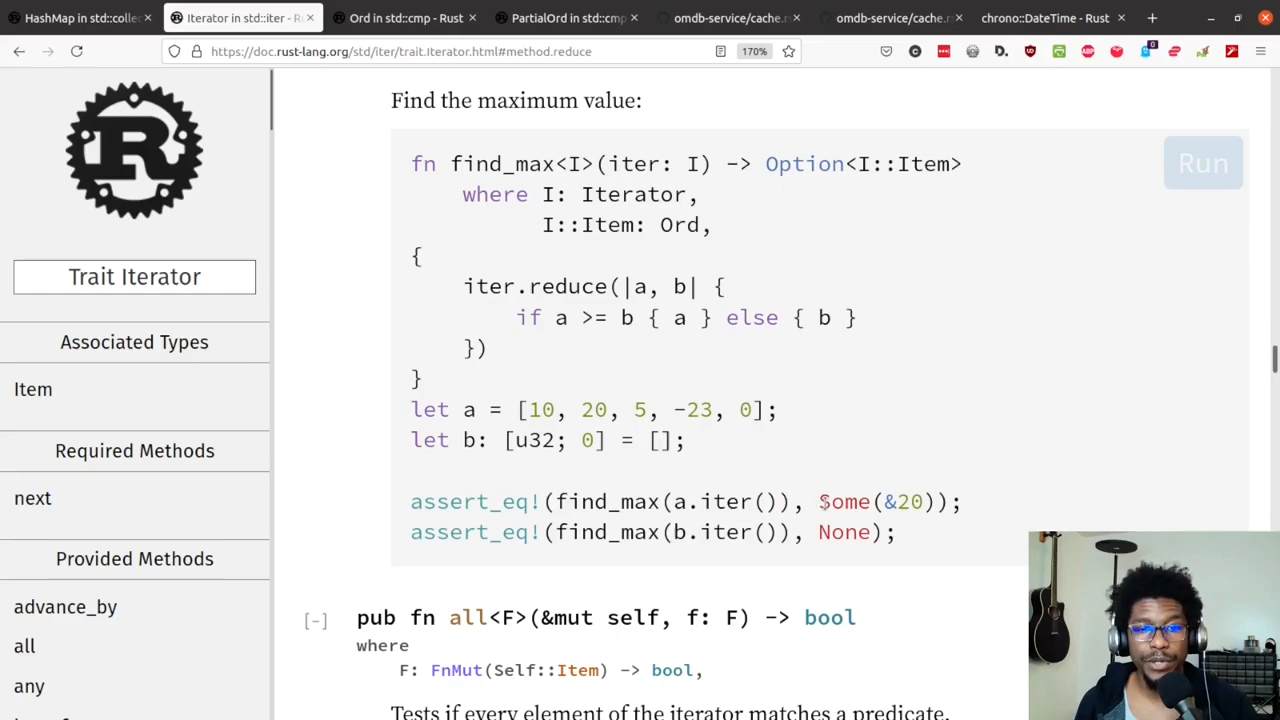 HashMap in std::collec
Iterator in std::iter -
Ord in std::cmp - Rust
PartialOrd in std::cmp
omdb-service/cache.r
omdb-service/cache.r
chrono::DateTime - Rust
https://doc.rust-lang.org/std/iter/trait.Iterator.html#method.reduce
170%
0
Trait Iterator
Associated Types
Item
Required Methods
next
Provided Methods
advance_by
all
any
Find the maximum value:
Run
fn find_max<I>(iter: I) -> Option<I::Item>
where I: Iterator,
I::Item: Ord,
{
iter.reduce(|a, b| {
if a >= b { a } else { b }
})
}
let a = [10, 20, 5, -23, 0];
let b: [u32; 0] = [];
assert_eq!(find_max(a.iter()), Some(&20));
assert_eq!(find_max(b.iter()), None);
[-] pub fn all<F>(&mut self, f: F) -> bool
where
F: FnMut(Self::Item) -> bool,
Tests if every element of the iterator matches a predicate.